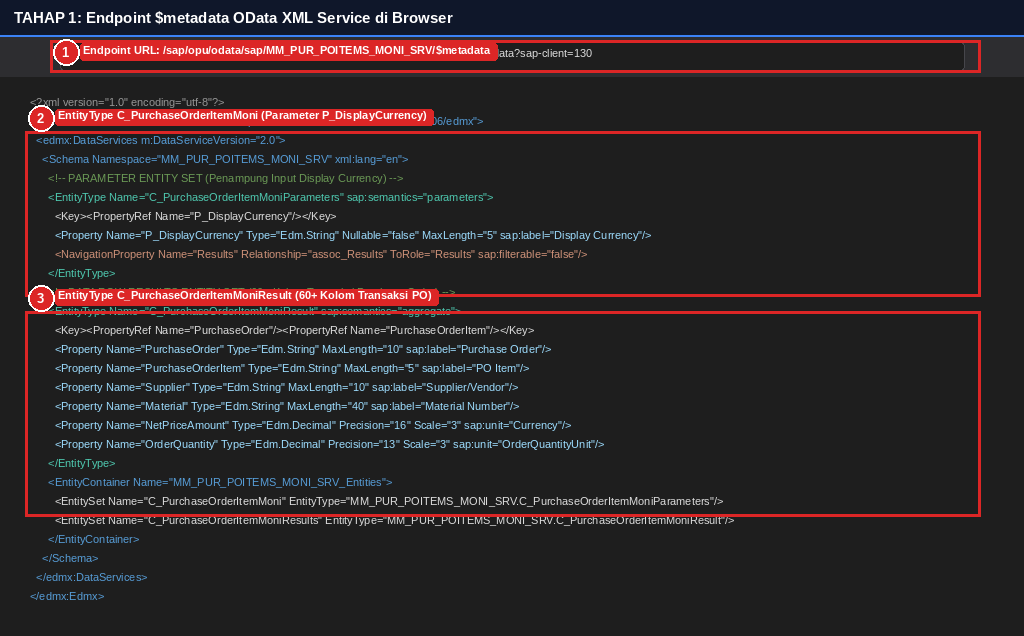 TAHAP 1: Endpoint $metadata OData XML Service di Browser
1 Endpoint URL: /sap/opu/odata/sap/MM_PUR_POITEMS_MONI_SRV/$metadata ata?sap-client=130
<?xml version="1.0" encoding="utf-8"?>
2 EntityType C_PurchaseOrderItemMoni (Parameter P_DisplayCurrency) 06/edmx">
<edmx:DataServices m:DataServiceVersion="2.0">
<Schema Namespace="MM_PUR_POITEMS_MONI_SRV" xml:lang="en">
<!-- PARAMETER ENTITY SET (Penampung Input Display Currency) -->
<EntityType Name="C_PurchaseOrderItemMoniParameters" sap:semantics="parameters">
<Key><PropertyRef Name="P_DisplayCurrency"/></Key>
<Property Name="P_DisplayCurrency" Type="Edm.String" Nullable="false" MaxLength="5" sap:label="Display Currency"/>
<NavigationProperty Name="Results" Relationship="assoc_Results" ToRole="Results" sap:filterable="false"/>
</EntityType>
3 EntityType C_PurchaseOrderItemMoniResult (60+ Kolom Transaksi PO) -->
<EntityType Name="C_PurchaseOrderItemMoniResult" sap:semantics="aggregate">
<Key><PropertyRef Name="PurchaseOrder"/><PropertyRef Name="PurchaseOrderItem"/></Key>
<Property Name="PurchaseOrder" Type="Edm.String" MaxLength="10" sap:label="Purchase Order"/>
<Property Name="PurchaseOrderItem" Type="Edm.String" MaxLength="5" sap:label="PO Item"/>
<Property Name="Supplier" Type="Edm.String" MaxLength="10" sap:label="Supplier/Vendor"/>
<Property Name="Material" Type="Edm.String" MaxLength="40" sap:label="Material Number"/>
<Property Name="NetPriceAmount" Type="Edm.Decimal" Precision="16" Scale="3" sap:unit="Currency"/>
<Property Name="OrderQuantity" Type="Edm.Decimal" Precision="13" Scale="3" sap:unit="OrderQuantityUnit"/>
</EntityType>
<EntityContainer Name="MM_PUR_POITEMS_MONI_SRV_Entities">
<EntitySet Name="C_PurchaseOrderItemMoni" EntityType="MM_PUR_POITEMS_MONI_SRV.C_PurchaseOrderItemMoniParameters"/>
<EntitySet Name="C_PurchaseOrderItemMoniResults" EntityType="MM_PUR_POITEMS_MONI_SRV.C_PurchaseOrderItemMoniResult"/>
</EntityContainer>
</Schema>
</edmx:DataServices>
</edmx:Edmx>